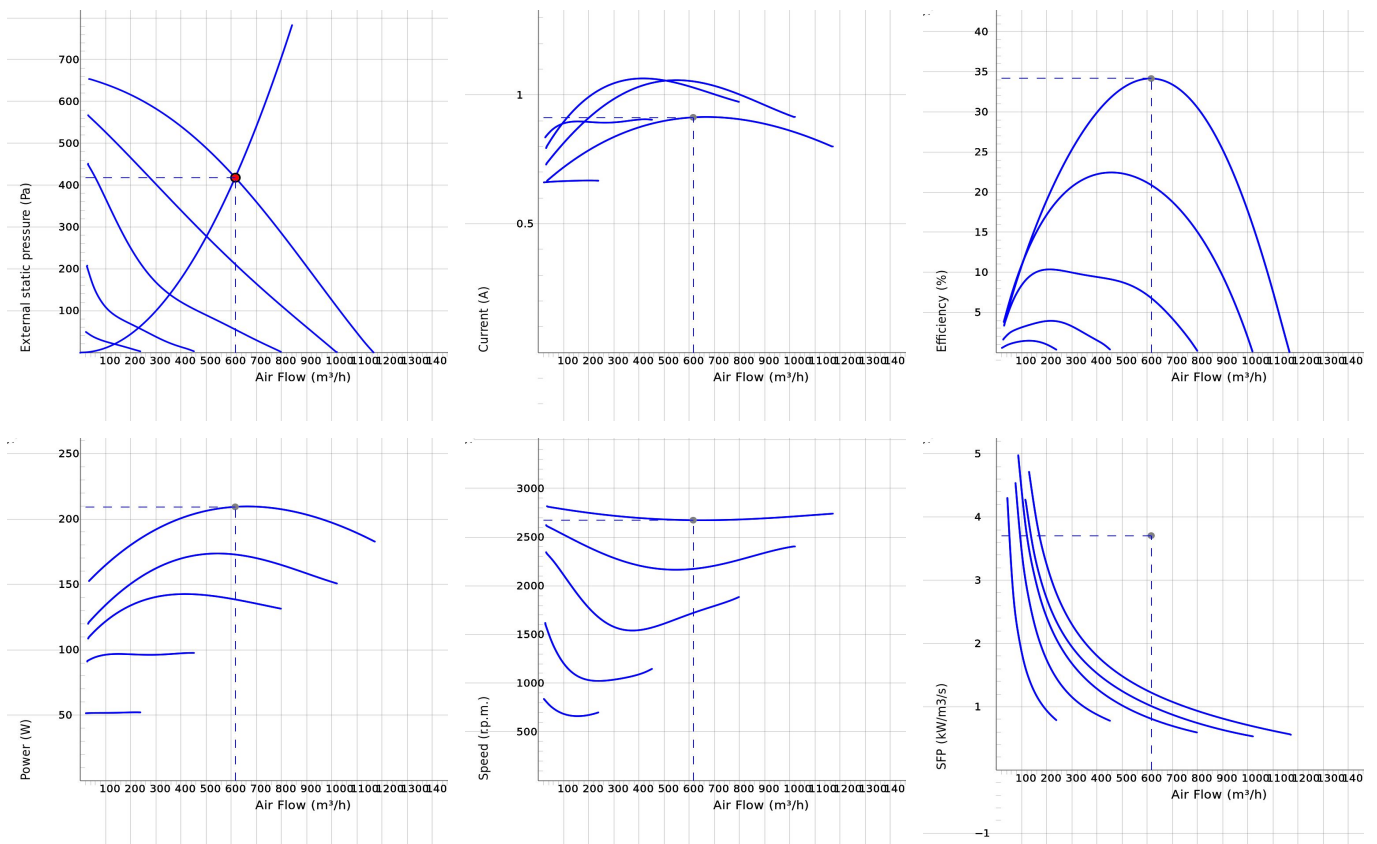 700
600
500
400
300
200
100
External static pressure (Pa)
100 200 300 400 500 600 700 800 900 1000 1100 1200 1300 140
Air Flow (m³/h)
1
0.5
Current (A)
100 200 300 400 500 600 700 800 900 1000 1100 1200 1300 140
Air Flow (m³/h)
40
35
30
25
20
15
10
5
Efficiency (%)
100 200 300 400 500 600 700 800 900 1000 1100 1200 1300 140
Air Flow (m³/h)
250
200
150
100
50
Power (W)
100 200 300 400 500 600 700 800 900 1000 1100 1200 1300 140
Air Flow (m³/h)
3000
2500
2000
1500
1000
500
Speed (r.p.m.)
100 200 300 400 500 600 700 800 900 1000 1100 1200 1300 140
Air Flow (m³/h)
5
4
3
2
1
−1
SFP (kW/m3/s)
100 200 300 400 500 600 700 800 900 1000 1100 1200 1300 140
Air Flow (m³/h)